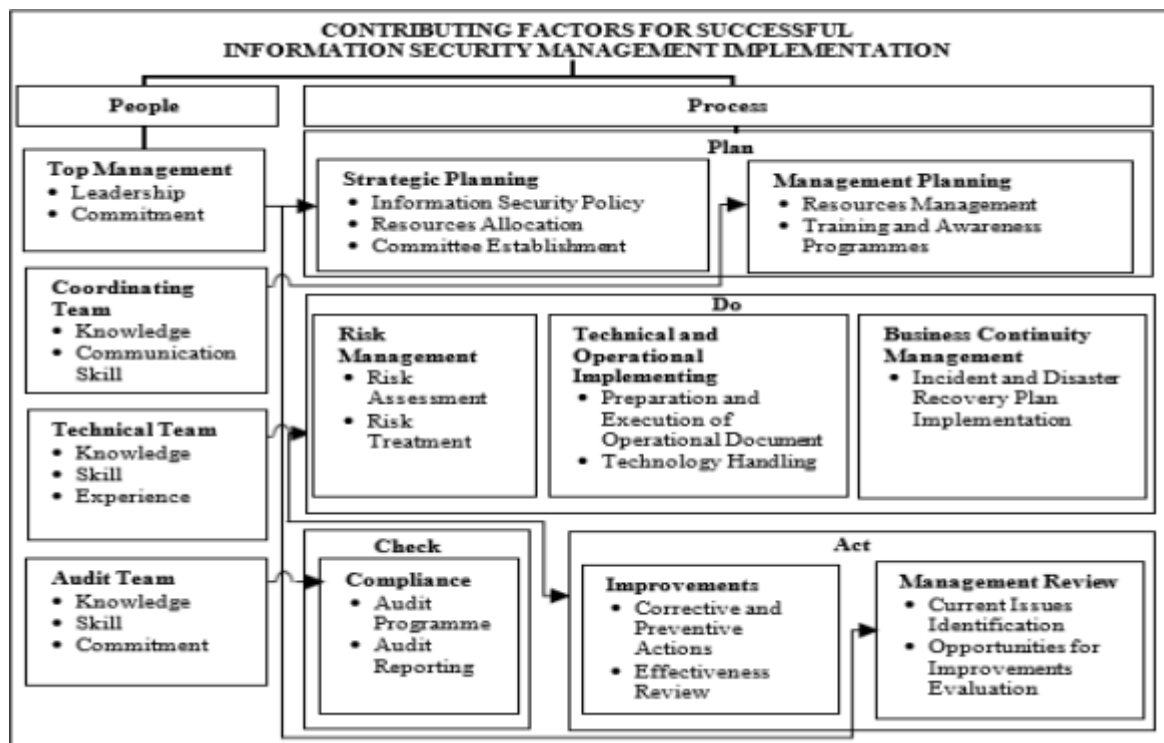 CONTRIBUTING FACTORS FOR SUCCESSFUL
INFORMATION SECURITY MANAGEMENT IMPLEMENTATION
People
Process
Top Management
• Leadership
• Commitment
Coordinating
Team
• Knowledge
• Communication
Skill
Technical Team
• Knowledge
• Skill
• Experience
Audit Team
• Knowledge
• Skill
• Commitment
Plan
Strategic Planning
• Information Security Policy
• Resources Allocation
• Committee Establishment
Management Planning
• Resources Management
• Training and Awareness
Programmes
Do
Risk
Management
• Risk
Assessment
• Risk
Treatment
Technical and
Operational
Implementing
• Preparation and
Execution of
Operational Document
• Technology Handling
Business Continuity
Management
• Incident and Disaster
Recovery Plan
Implementation
Check
Compliance
• Audit
Programme
• Audit
Reporting
Act
Improvements
• Corrective and
Preventive
Actions
• Effectiveness
Review
Management Review
• Current Issues
Identification
• Opportunities for
Improvements
Evaluation